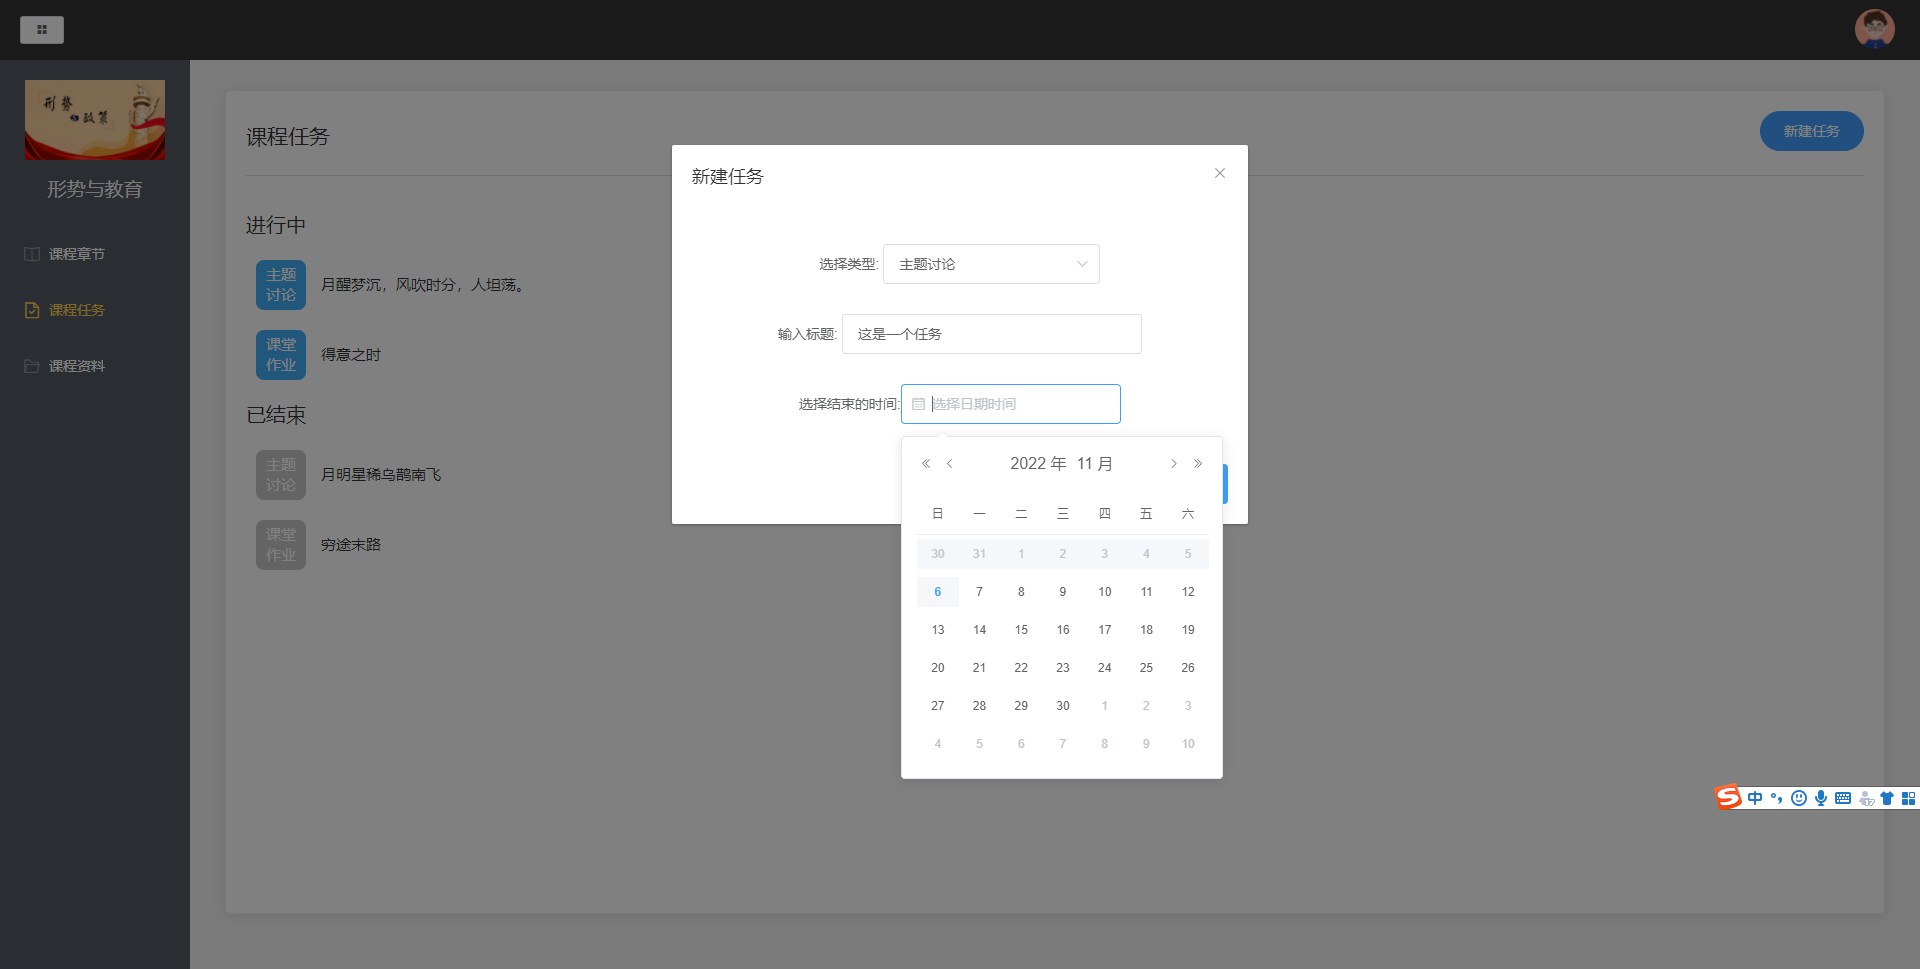 形势
与政策
形势与教育
课程章节
课程任务
课程资料
课程任务
新建任务
进行中
主题
讨论
月醒梦沉，风吹时分，人坦荡。
课堂
作业
得意之时
已结束
主题
讨论
月明星稀乌鹊南飞
课堂
作业
穷途末路
新建任务
选择类型:
主题讨论
输入标题:
这是一个任务
选择结束的时间:
选择日期时间
2022 年 11 月
日 一 二 三 四 五 六
30 31 1 2 3 4 5
6 7 8 9 10 11 12
13 14 15 16 17 18 19
20 21 22 23 24 25 26
27 28 29 30 1 2 3
4 5 6 7 8 9 10
中